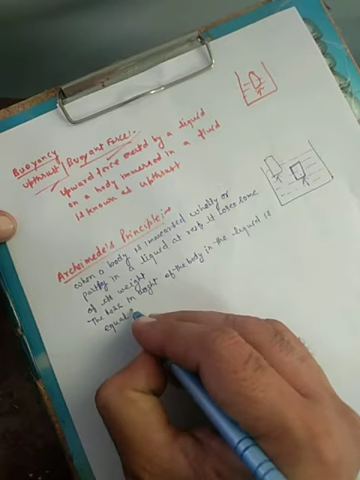 Buoyancy
upthrust / Buoyant Force:
upward force exerted by a liquid
on a body immersed in a fluid
is known as upthrust
Archimede's Principle:-
when a body is immersed wholly or
partly in a liquid at rest, it loses some
of its weight
The loss in weight of the body in the liquid is
equal